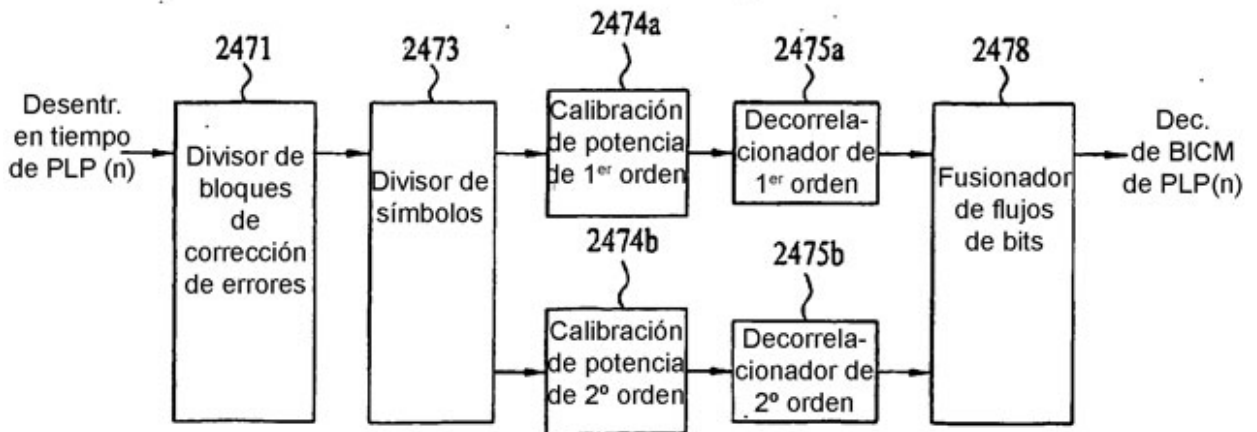 2471
2473
2474a
2475a
2478
Desentr.
en tiempo
de PLP (n)
Divisor de
bloques
de
corrección
de errores
Divisor de
símbolos
Calibración
de potencia
de 1er orden
Decorrela-
cionador de
1er orden
Fusionador
de flujos
de bits
Dec.
de BICM
de PLP(n)
2474b
2475b
Calibración
de potencia
de 2º orden
Decorrela-
cionador de
2º orden